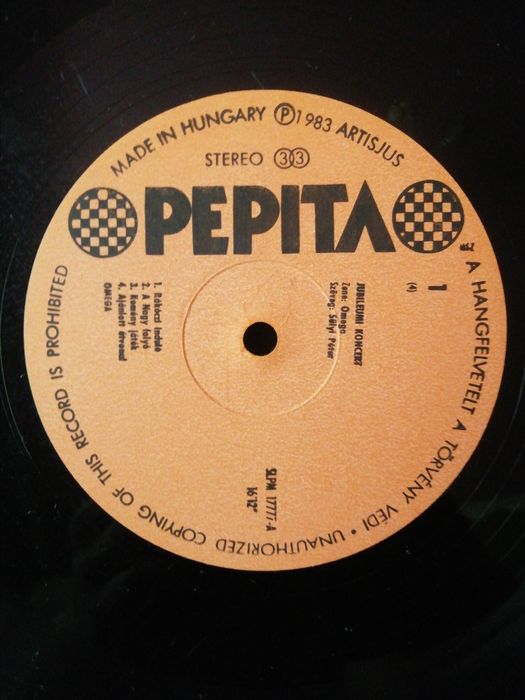 MADE IN HUNGARY Ⓟ 1983 ARTISJUS
STEREO 33
PEPITA
1
(4)
JUBILEUMI KONCERT
Zene: Omega
Szöveg: Sülyi Péter
1. Rákóczi Induló
2. A Nagy folyó
3. Kemény játék
4. Ajánlott útvonal
OMEGA
SLPM 17777-A
16'12"
A HANGFELVÉTELT A TÖRVÉNY VÉDI • UNAUTHORIZED COPYING OF THIS RECORD IS PROHIBITED